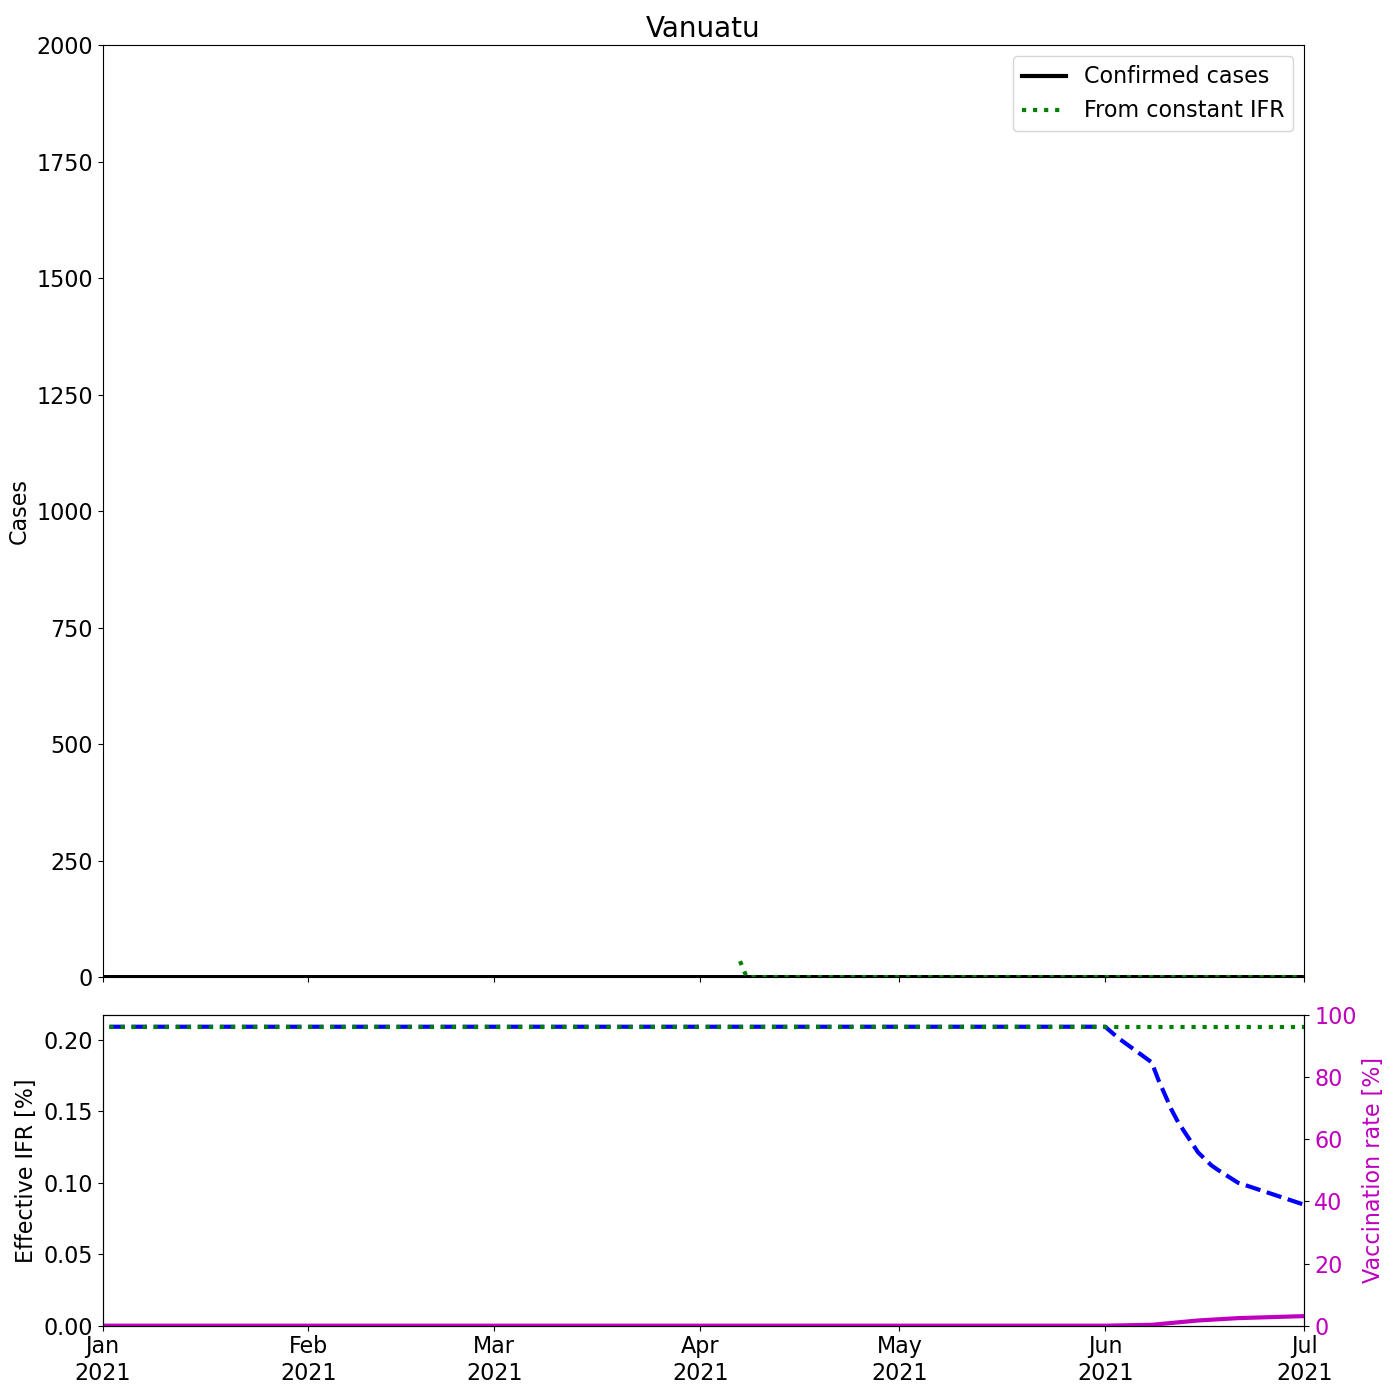 Vanuatu
2000
1750
1500
1250
1000
750
500
250
0
Cases
Confirmed cases
From constant IFR
0.20
0.15
0.10
0.05
0.00
Effective IFR [%]
100
80
60
40
20
0
Vaccination rate [%]
Jan Feb Mar Apr May Jun Jul
2021 2021 2021 2021 2021 2021 2021